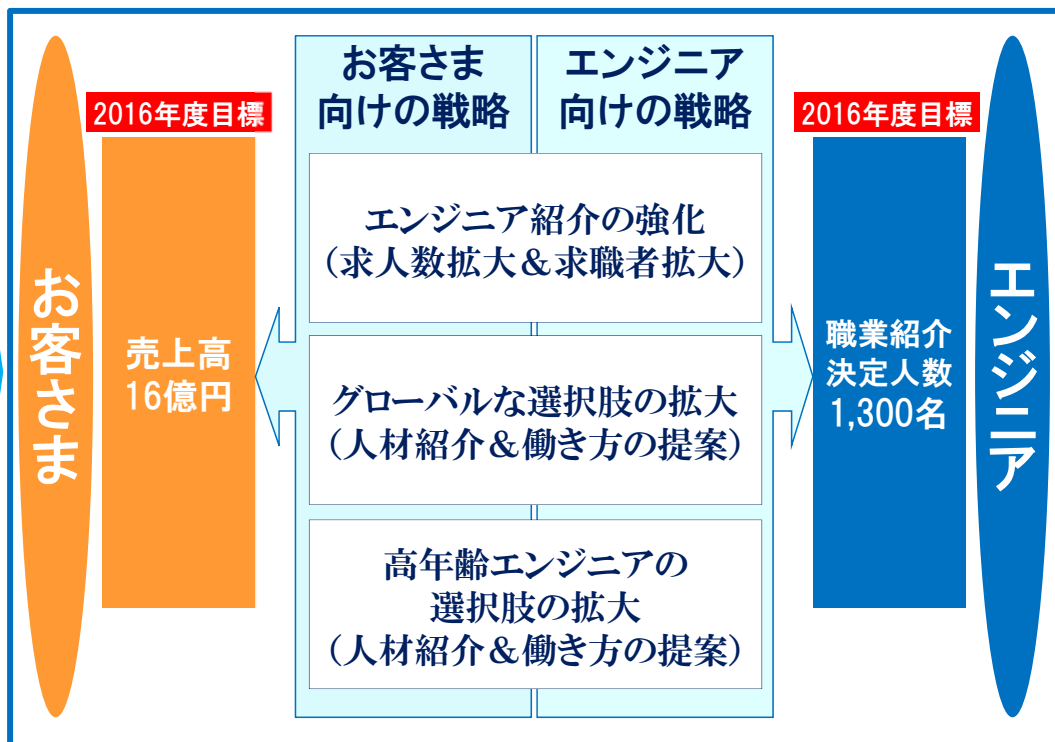 お客さま
2016年度目標
売上高
16億円
お客さま
向けの戦略
エンジニア
向けの戦略
エンジニア紹介の強化
（求人数拡大＆求職者拡大）
グローバルな選択肢の拡大
（人材紹介＆働き方の提案）
高年齢エンジニアの
選択肢の拡大
（人材紹介＆働き方の提案）
2016年度目標
職業紹介
決定人数
1,300名
エンジニア